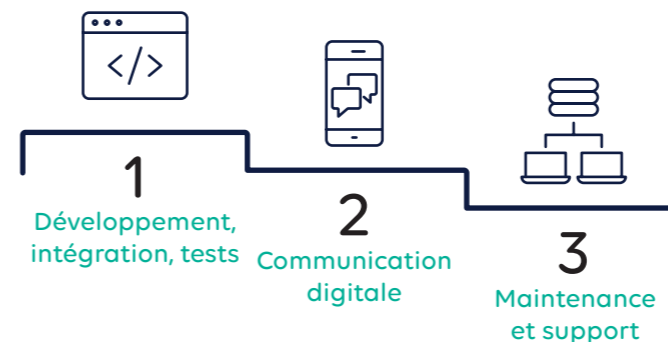 </>
1
Développement,
intégration, tests
2
Communication
digitale
3
Maintenance
et support